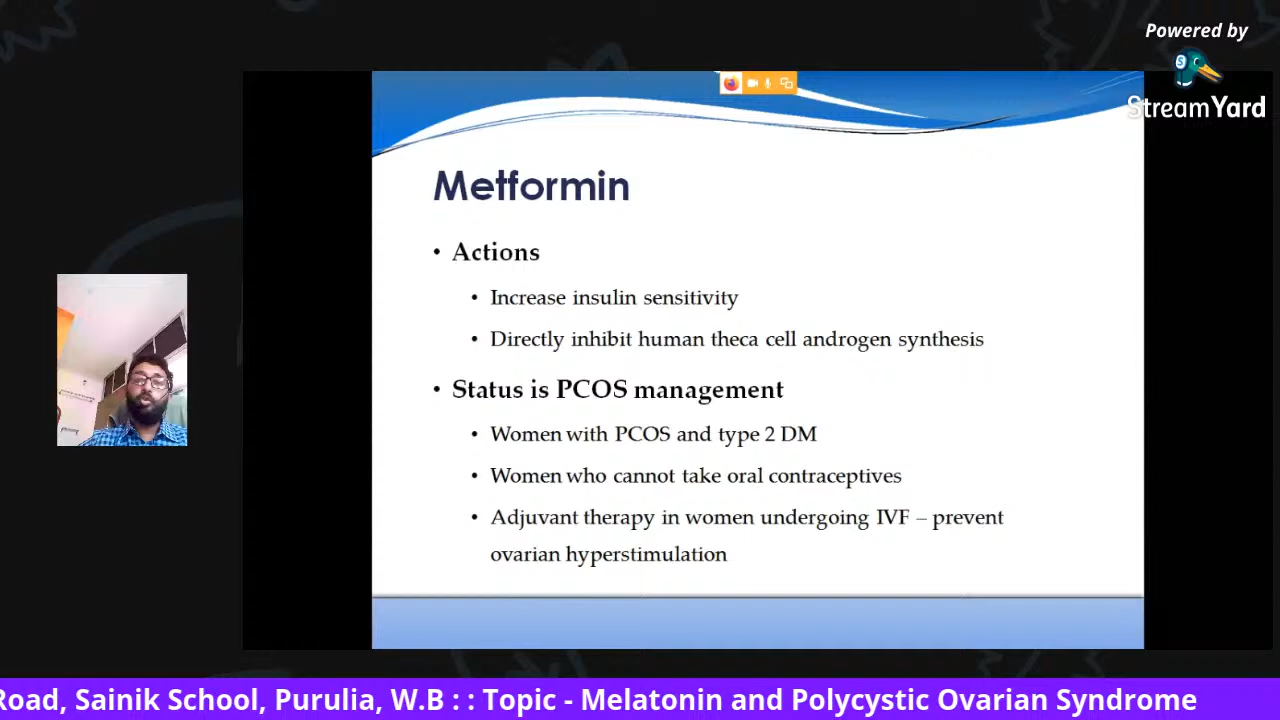 Powered by
StreamYard
Metformin
• Actions
• Increase insulin sensitivity
• Directly inhibit human theca cell androgen synthesis
• Status is PCOS management
• Women with PCOS and type 2 DM
• Women who cannot take oral contraceptives
• Adjuvant therapy in women undergoing IVF – prevent
ovarian hyperstimulation
Road, Sainik School, Purulia, W.B : : Topic - Melatonin and Polycystic Ovarian Syndrome